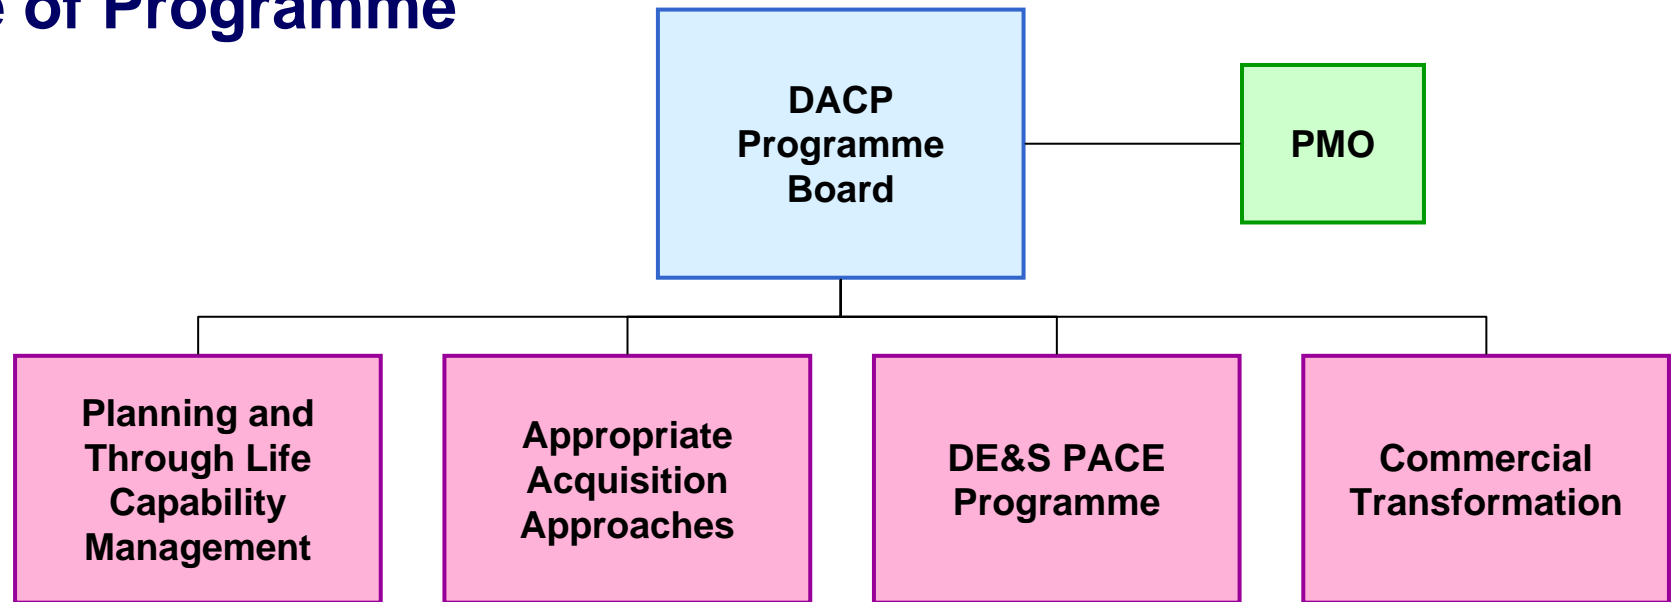 of Programme
DACP
Programme
Board
PMO
Planning and
Through Life
Capability
Management
Appropriate
Acquisition
Approaches
DE&S PACE
Programme
Commercial
Transformation